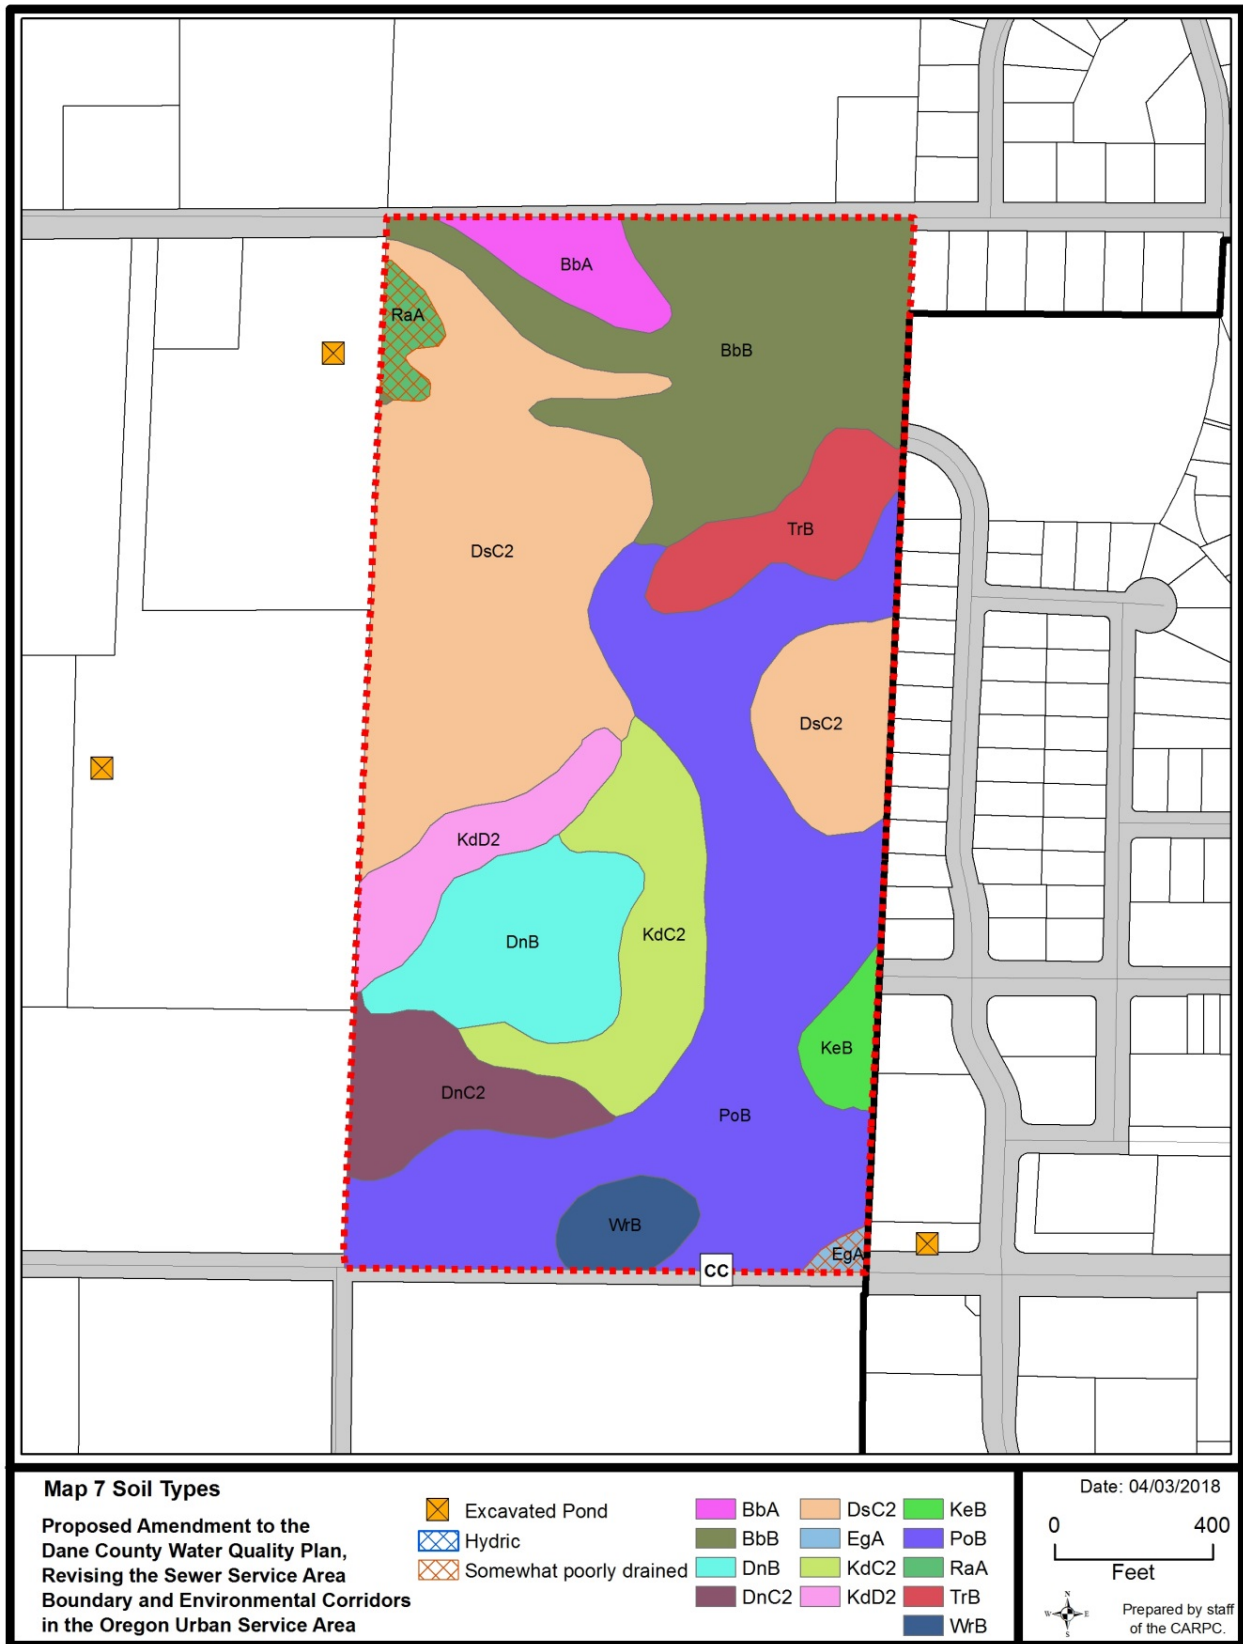 BbA
RaA
BbB
TrB
DsC2
DsC2
KdD2
KdC2
DnB
KeB
DnC2
PoB
WrB
EgA
CC
Map 7 Soil Types
Proposed Amendment to the
Dane County Water Quality Plan,
Revising the Sewer Service Area
Boundary and Environmental Corridors
in the Oregon Urban Service Area
Excavated Pond
Hydric
Somewhat poorly drained
BbA
BbB
DnB
DnC2
DsC2
EgA
KdC2
KdD2
KeB
PoB
RaA
TrB
WrB
Date: 04/03/2018
0 400
Feet
N
W E
S
Prepared by staff
of the CARPC.